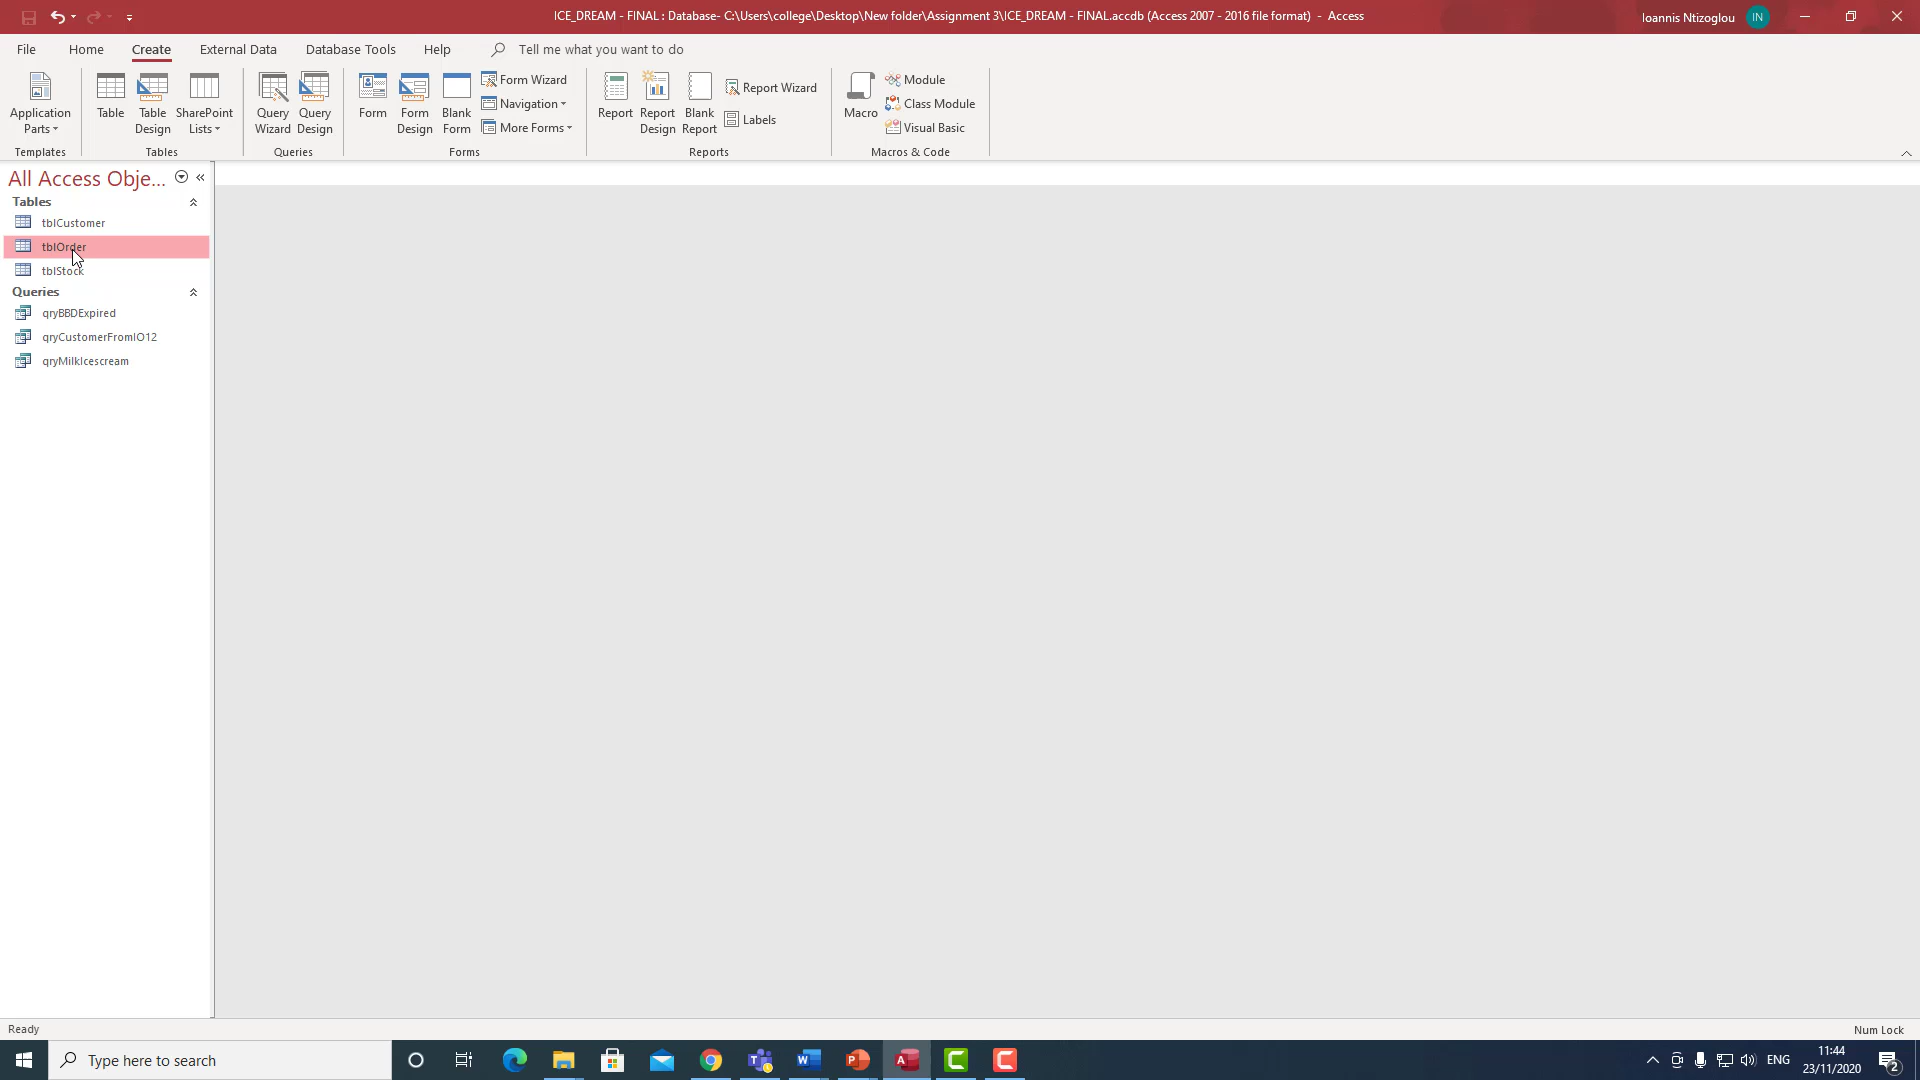 ICE_DREAM - FINAL : Database- C:\Users\college\Desktop\New folder\Assignment 3\ICE_DREAM - FINAL.accdb (Access 2007 - 2016 file format) - Access
Ioannis Ntizoglou IN
File Home Create External Data Database Tools Help Tell me what you want to do
Application Parts
Table
Table Design
SharePoint Lists
Query Wizard
Query Design
Form
Form Design
Blank Form
Form Wizard
Navigation
More Forms
Report
Report Design
Blank Report
Report Wizard
Labels
Macro
Module
Class Module
Visual Basic
Templates Tables Queries Forms Reports Macros & Code
All Access Obje...
Tables
tblCustomer
tblOrder
tblStock
Queries
qryBBDExpired
qryCustomerFromIO12
qryMilkIcescream
Ready
Num Lock
Type here to search
ENG
11:44
23/11/2020
2